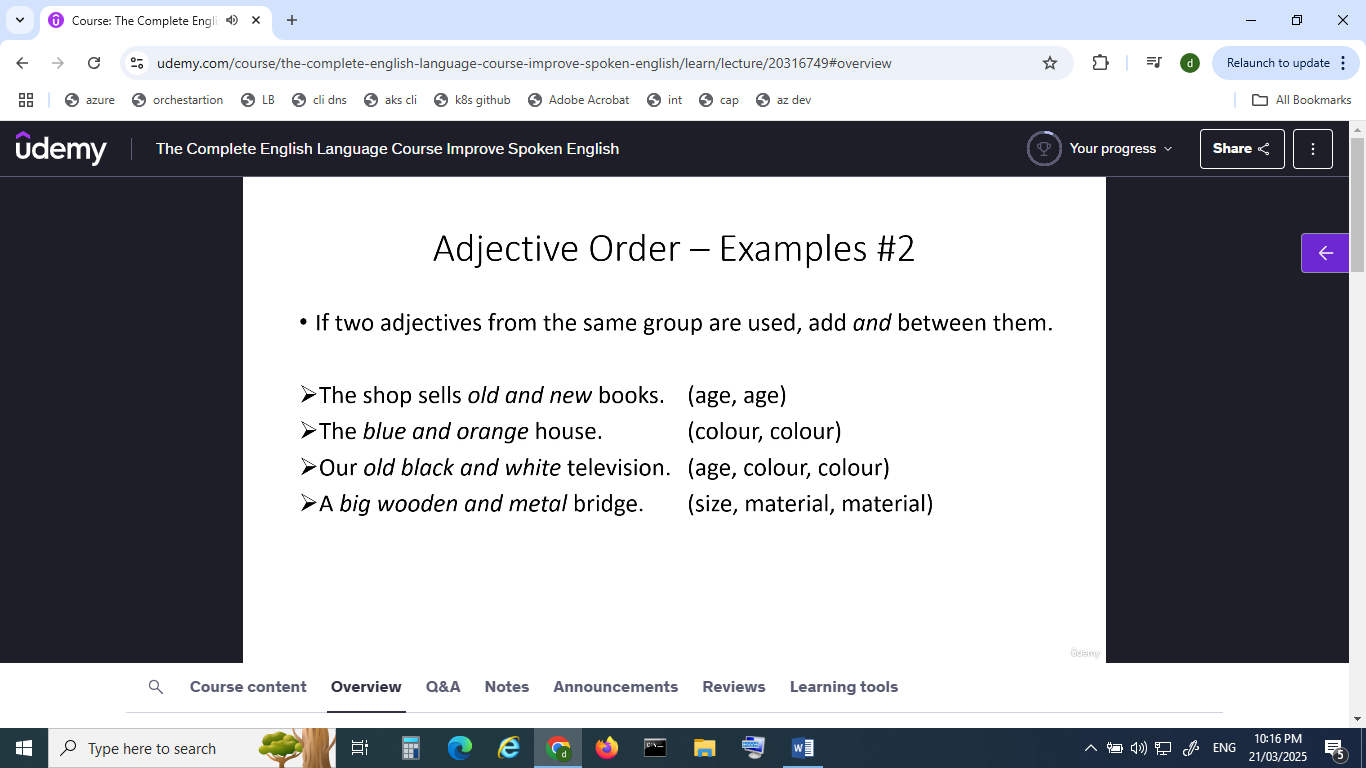 Course: The Complete Engli
udemy.com/course/the-complete-english-language-course-improve-spoken-english/learn/lecture/20316749#overview
d
Relaunch to update
azure orchestartion LB cli dns aks cli k8s github Adobe Acrobat int cap az dev All Bookmarks
udemy The Complete English Language Course Improve Spoken English Your progress Share
Adjective Order – Examples #2
• If two adjectives from the same group are used, add and between them.
➢The shop sells old and new books. (age, age)
➢The blue and orange house. (colour, colour)
➢Our old black and white television. (age, colour, colour)
➢A big wooden and metal bridge. (size, material, material)
ûdemy
Course content Overview Q&A Notes Announcements Reviews Learning tools
Type here to search
ENG
10:16 PM
21/03/2025
5